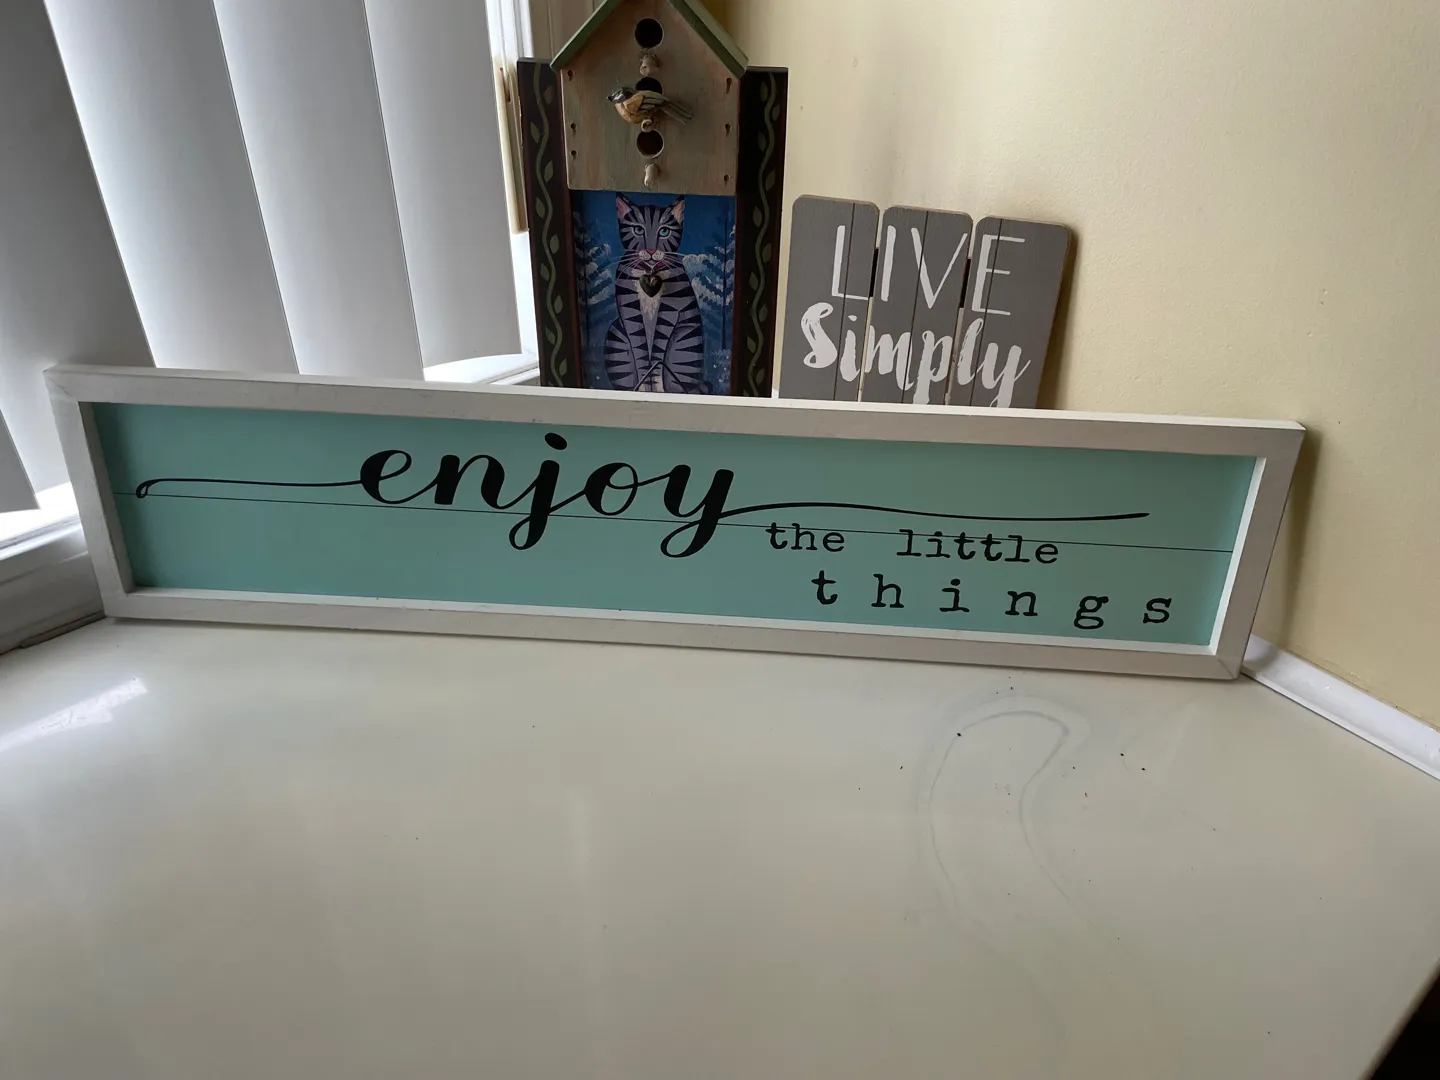 LIVE
Simply
enjoy
the little
things